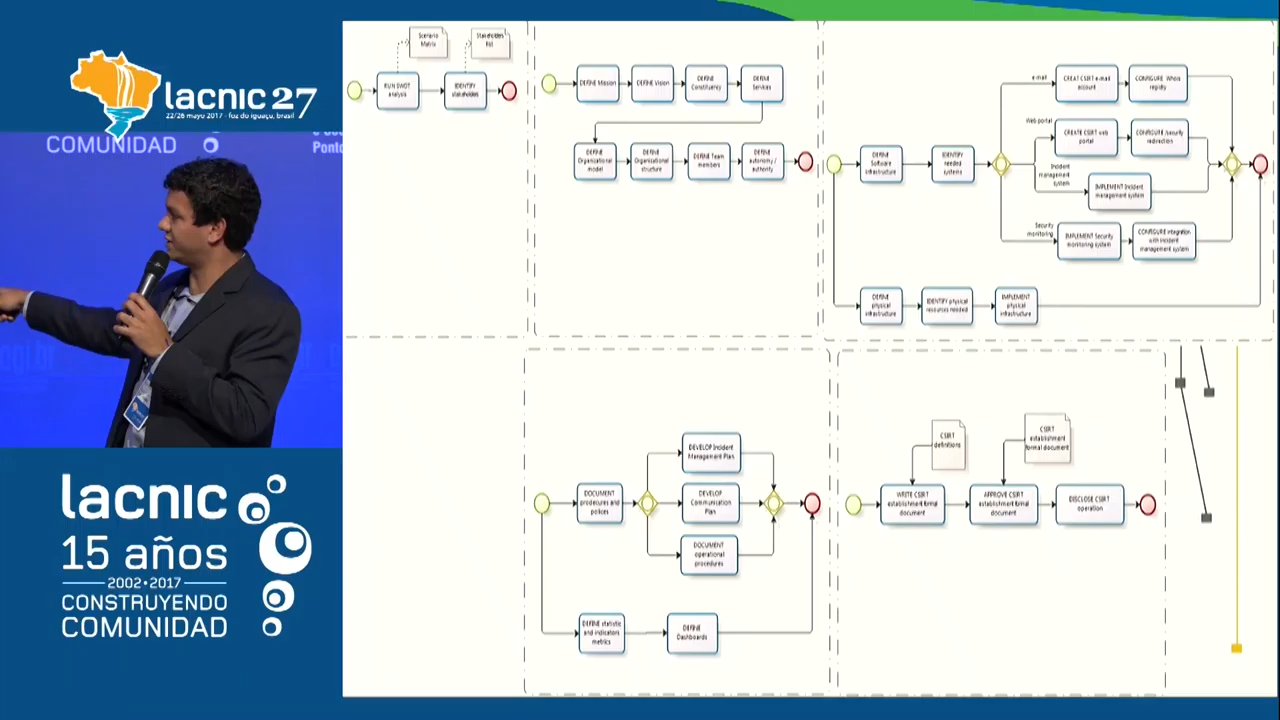 lacnic 27
22/26 mayo 2017 - foz do iguaçu, brasil
COMUNIDAD
Ponto
lacnic
15 años
2002•2017
CONSTRUYENDO
COMUNIDAD
Scenario
Matrix
Stakeholders
list
RUN SWOT
analysis
IDENTIFY
stakeholders
DEFINE Mission
DEFINE Vision
DEFINE
Constituency
DEFINE
Services
DEFINE
Organizational
model
DEFINE
Organizational
structure
DEFINE Team
members
DEFINE
autonomy /
authority
DEFINE
Software
infrastructure
IDENTIFY
needed
systems
e-mail
CREAT CSIRT e-mail
account
CONFIGURE Whois
registry
Web portal
CREATE CSIRT web
portal
CONFIGURE /security
redirection
Incident
management
system
IMPLEMENT Incident
management system
Security
monitoring
IMPLEMENT Security
monitoring system
CONFIGURE integration
with incident
management system
DEFINE
physical
infrastructure
IDENTIFY physical
resources needed
IMPLEMENT
physical
infrastructure
DOCUMENT
procedures and
polices
DEVELOP Incident
Management Plan
DEVELOP
Communication
Plan
DOCUMENT
operational
procedures
DEFINE statistic
and indicators
metrics
DEFINE
Dashboards
CSIRT
definitions
CSIRT
establishment
formal document
WRITE CSIRT
establishment formal
document
APPROVE CSIRT
establishment formal
document
DISCLOSE CSIRT
operation